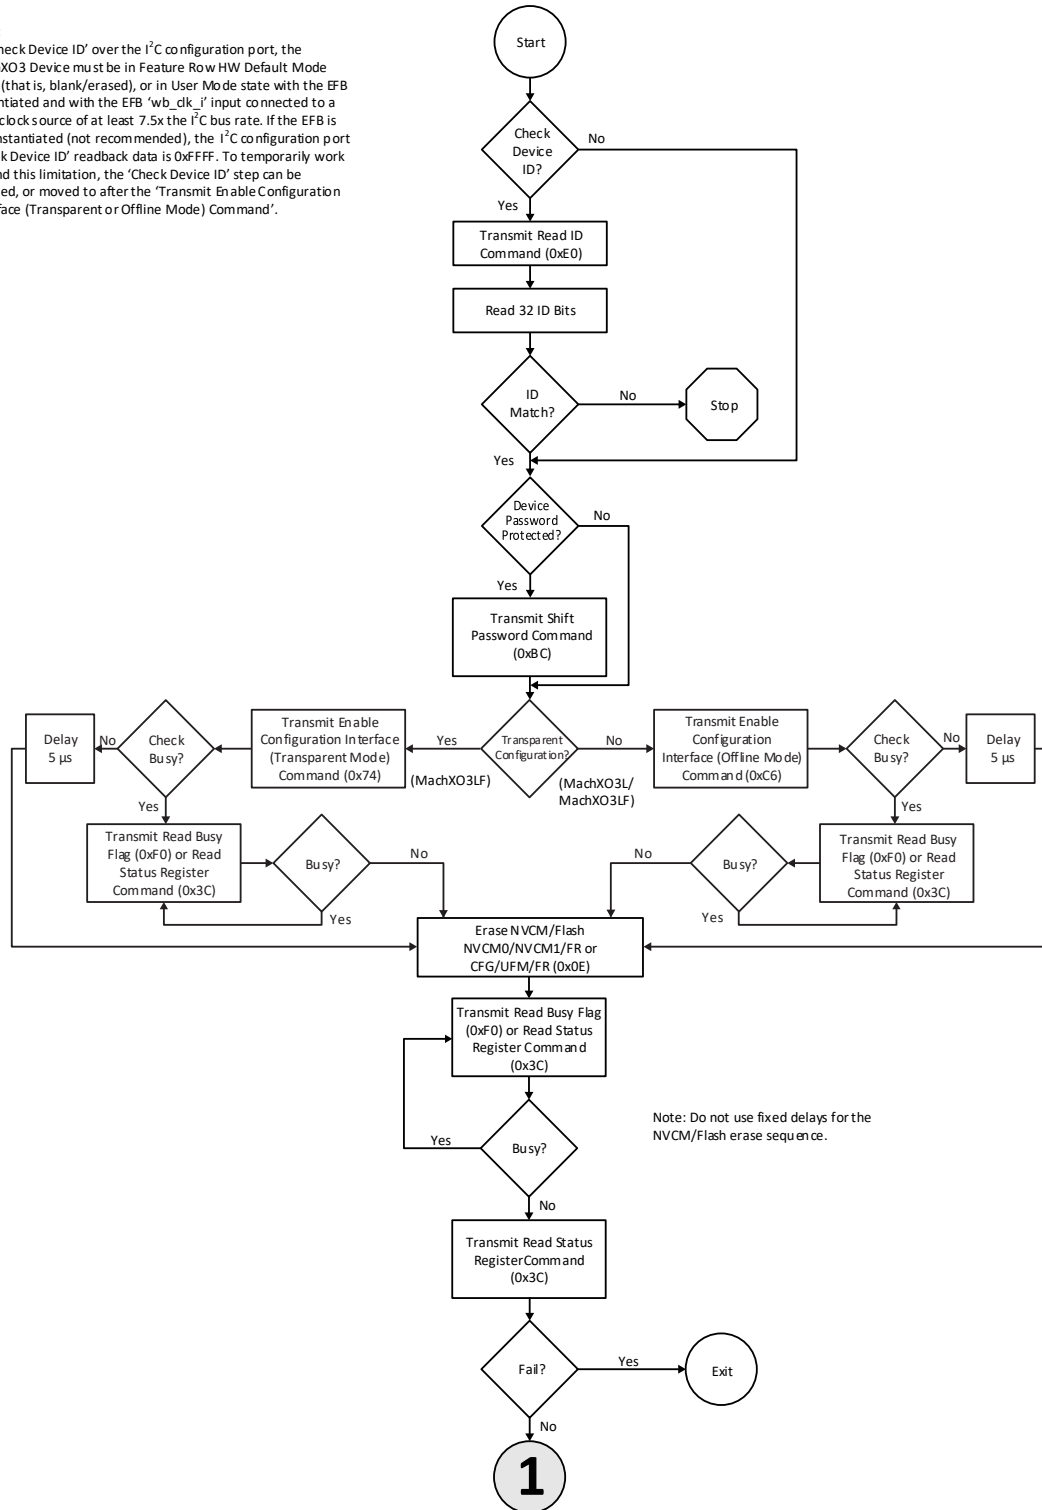 :
heck Device ID’ over the I²C configuration port, the
XO3 Device must be in Feature Row HW Default Mode
(that is, blank/erased), or in User Mode state with the EFB
ntiated and with the EFB ‘wb_clk_i’ input connected to a
clock source of at least 7.5x the I²C bus rate. If the EFB is
nstantiated (not recommended), the I²C configuration port
k Device ID’ readback data is 0xFFFF. To temporarily work
nd this limitation, the ‘Check Device ID’ step can be
ed, or moved to after the ‘Transmit Enable Configuration
face (Transparent or Offline Mode) Command’.
Start
Check
Device
ID?
No
Yes
Transmit Read ID
Command (0xE0)
Read 32 ID Bits
ID
Match?
No
Stop
Yes
Device
Password
Protected?
No
Yes
Transmit Shift
Password Command
(0xBC)
Transparent
Configuration?
Yes
(MachXO3LF)
No
(MachXO3L/
MachXO3LF)
Transmit Enable
Configuration Interface
(Transparent Mode)
Command (0x74)
Check
Busy?
No
Delay
5 µs
Yes
Transmit Read Busy
Flag (0xF0) or Read
Status Register
Command (0x3C)
Busy?
No
Yes
Transmit Enable
Configuration
Interface (Offline Mode)
Command (0xC6)
Check
Busy?
No
Delay
5 µs
Yes
Transmit Read Busy
Flag (0xF0) or Read
Status Register
Command (0x3C)
Busy?
No
Yes
Erase NVCM/Flash
NVCM0/NVCM1/FR or
CFG/UFM/FR (0x0E)
Transmit Read Busy Flag
(0xF0) or Read Status
Register Command
(0x3C)
Busy?
Yes
No
Note: Do not use fixed delays for the
NVCM/Flash erase sequence.
Transmit Read Status
Register Command
(0x3C)
Fail?
Yes
Exit
No
1